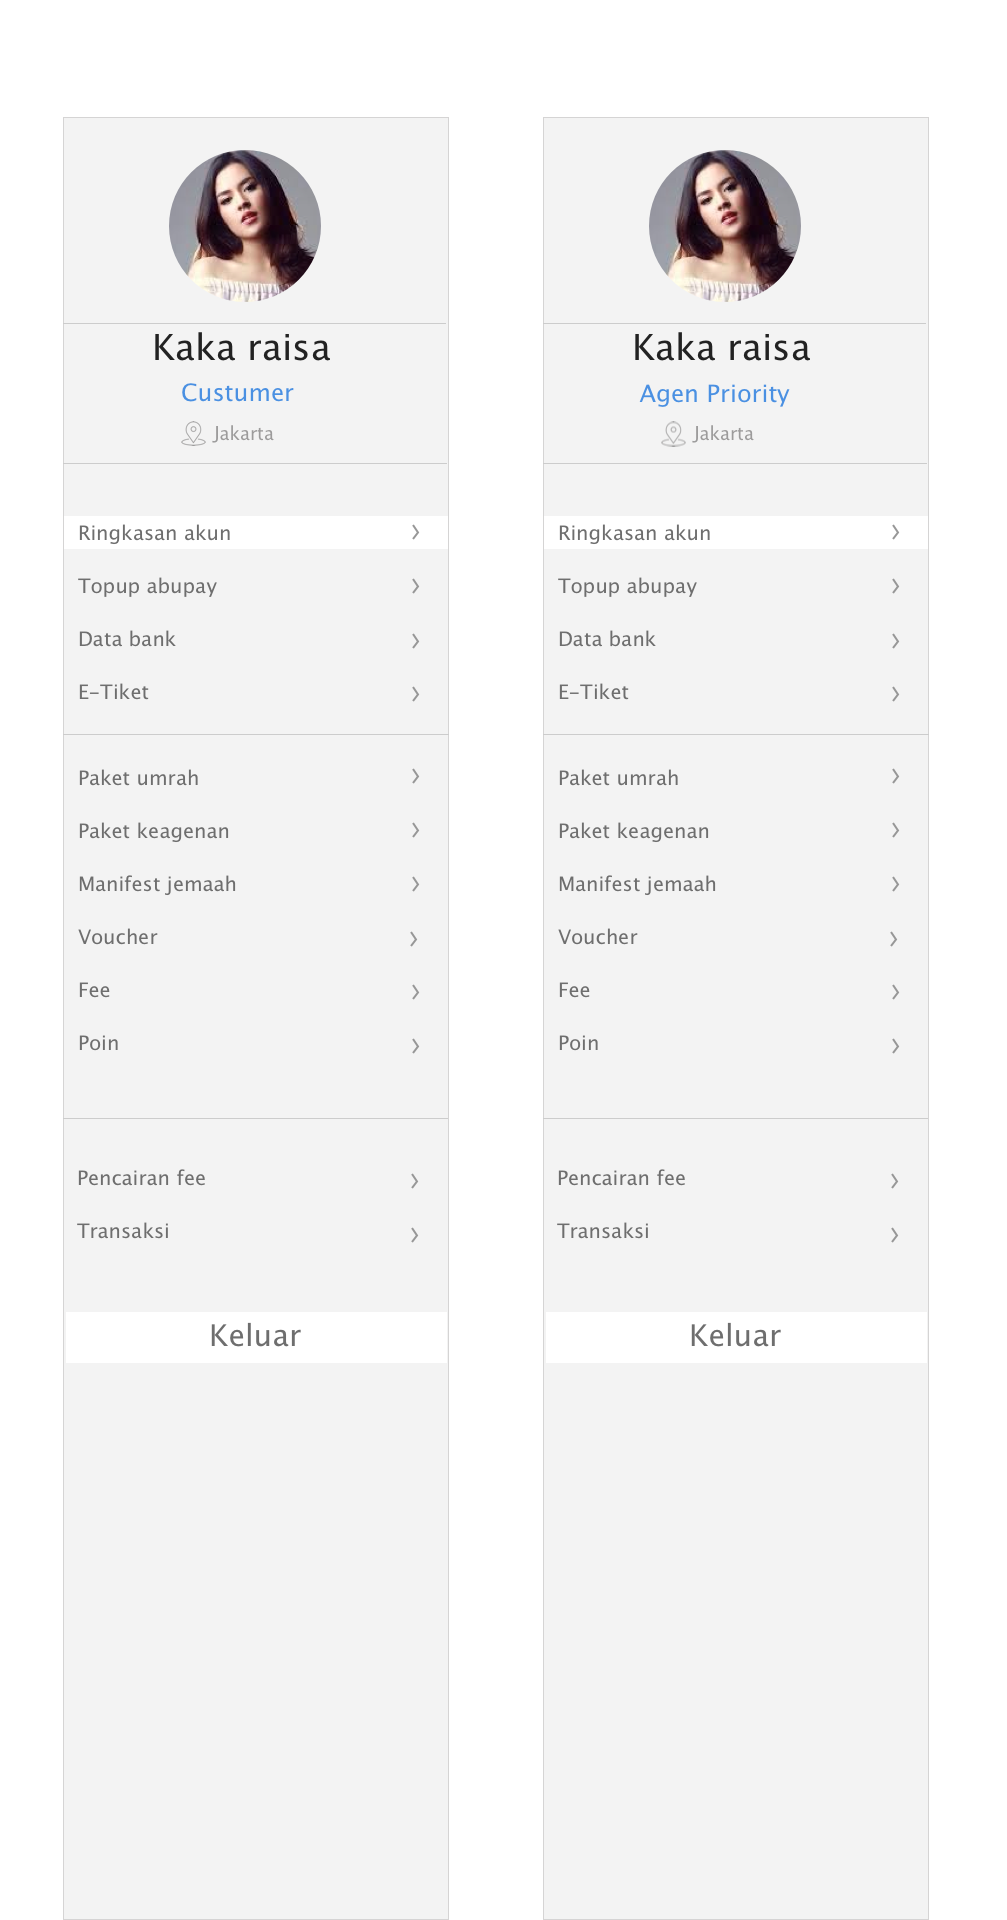 Kaka raisa
Custumer
Jakarta
Ringkasan akun
Topup abupay
Data bank
E-Tiket
Paket umrah
Paket keagenan
Manifest jemaah
Voucher
Fee
Poin
Pencairan fee
Transaksi
Keluar
Kaka raisa
Agen Priority
Jakarta
Ringkasan akun
Topup abupay
Data bank
E-Tiket
Paket umrah
Paket keagenan
Manifest jemaah
Voucher
Fee
Poin
Pencairan fee
Transaksi
Keluar